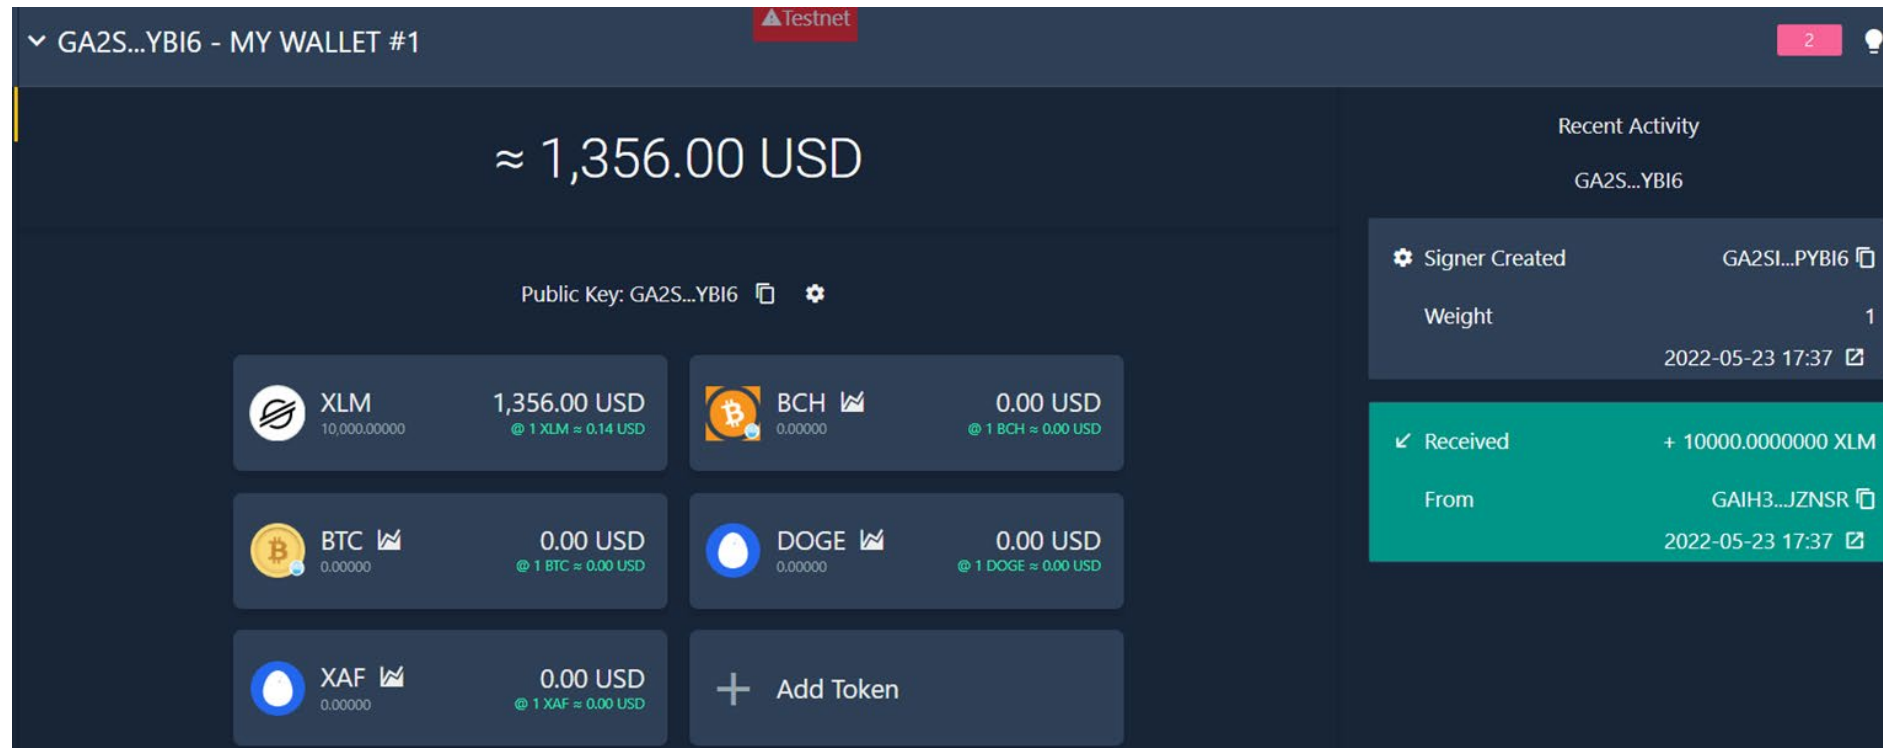 Testnet
GA2S...YBI6 - MY WALLET #1
2
≈ 1,356.00 USD
Public Key: GA2S...YBI6
XLM 1,356.00 USD
10,000.00000 @ 1 XLM ≈ 0.14 USD
BCH 0.00 USD
0.00000 @ 1 BCH ≈ 0.00 USD
BTC 0.00 USD
0.00000 @ 1 BTC ≈ 0.00 USD
DOGE 0.00 USD
0.00000 @ 1 DOGE ≈ 0.00 USD
XAF 0.00 USD
0.00000 @ 1 XAF ≈ 0.00 USD
Add Token
Recent Activity
GA2S...YBI6
Signer Created GA2SI...PYBI6
Weight 1
2022-05-23 17:37
Received + 10000.0000000 XLM
From GAIH3...JZNSR
2022-05-23 17:37